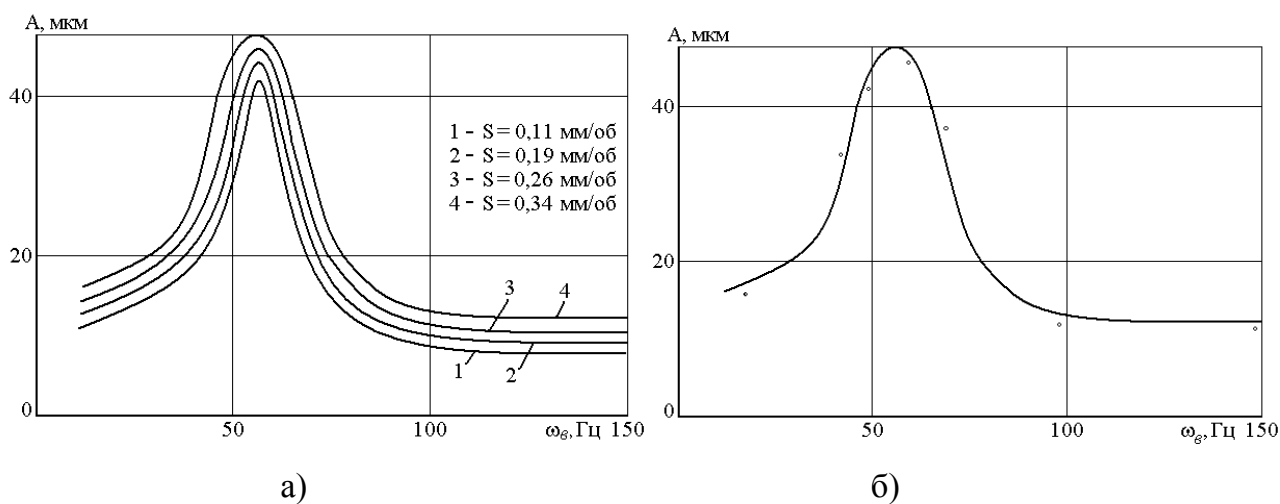 А, мкм
40
20
0
50
100
ω_в, Гц 150
1 - S = 0,11 мм/об
2 - S = 0,19 мм/об
3 - S = 0,26 мм/об
4 - S = 0,34 мм/об
3
4
1
2
а)
А, мкм
40
20
0
50
100
ω_в, Гц 150
б)